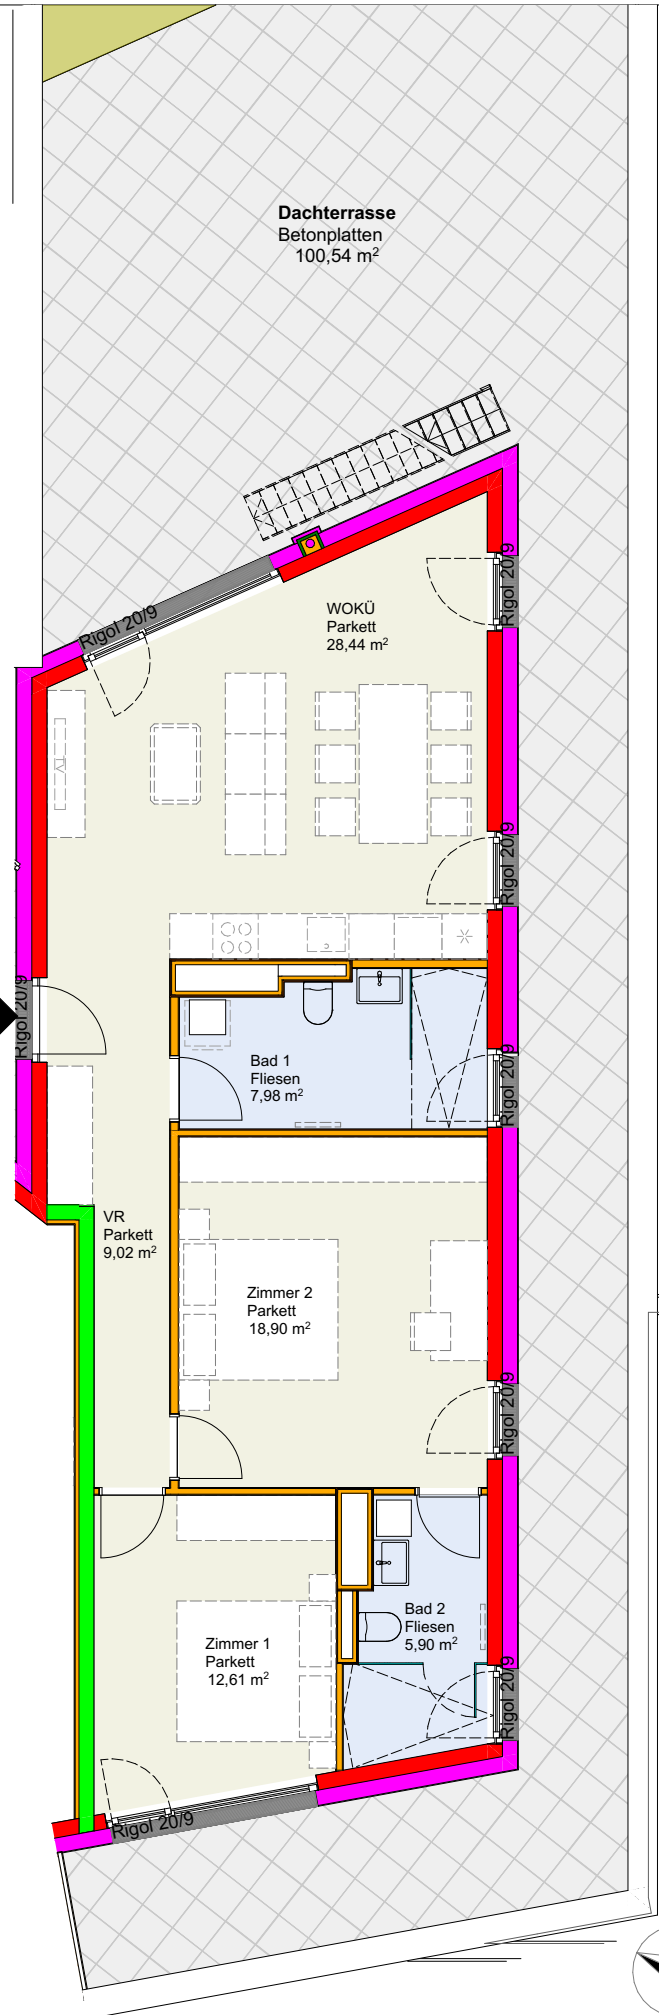 Dachterrasse
Betonplatten
100,54 m²
Rigol 20/9
Rigol 20/9
WOKÜ
Parkett
28,44 m²
TV
Rigol 20/9
Rigol 20/9
Bad 1
Fliesen
7,98 m²
Rigol 20/9
VR
Parkett
9,02 m²
Zimmer 2
Parkett
18,90 m²
Rigol 20/9
Bad 2
Fliesen
5,90 m²
Zimmer 1
Parkett
12,61 m²
Rigol 20/9
Rigol 20/9